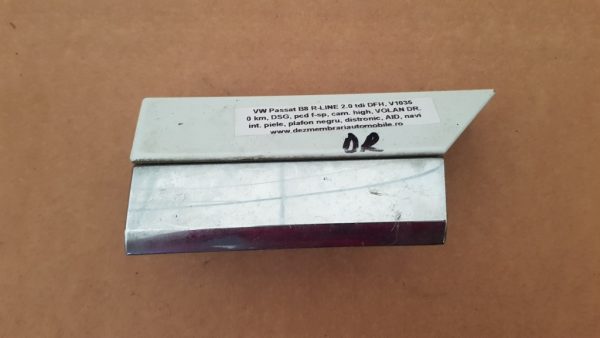 VW Passat B8 R-LINE 2.0 tdi DFH, V1035
0 km, DSG, pcd f-sp, cam. high, VOLAN DR.
int. piele, plafon negru, distronic, AID, navi
www.dezmembrariautomobile.ro
DR